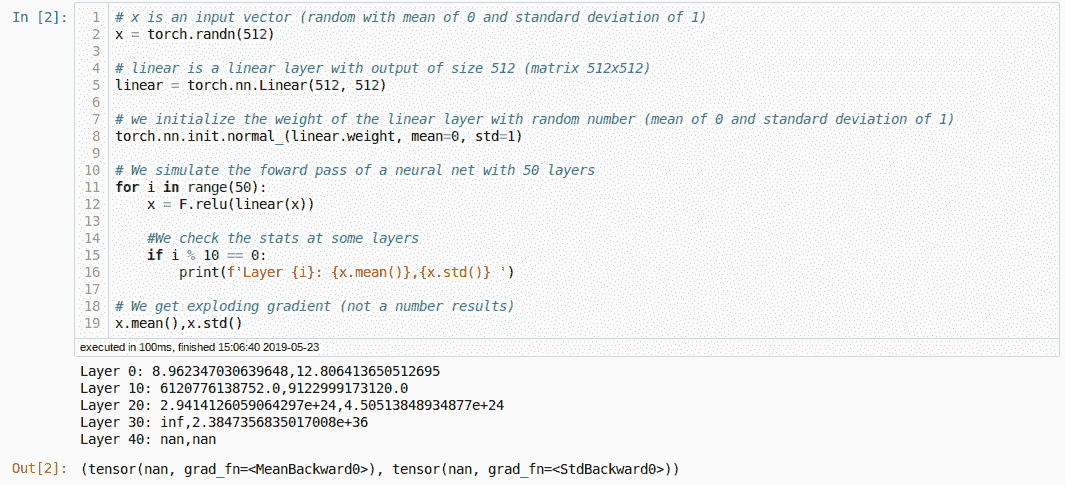 In [2]:
1 # x is an input vector (random with mean of 0 and standard deviation of 1)
2 x = torch.randn(512)
3
4 # linear is a linear layer with output of size 512 (matrix 512x512)
5 linear = torch.nn.Linear(512, 512)
6
7 # we initialize the weight of the linear layer with random number (mean of 0 and standard deviation of 1)
8 torch.nn.init.normal_(linear.weight, mean=0, std=1)
9
10 # We simulate the foward pass of a neural net with 50 layers
11 for i in range(50):
12     x = F.relu(linear(x))
13
14     #We check the stats at some layers
15     if i % 10 == 0:
16         print(f'Layer {i}: {x.mean()},{x.std()} ')
17
18 # We get exploding gradient (not a number results)
19 x.mean(),x.std()
executed in 100ms, finished 15:06:40 2019-05-23
Layer 0: 8.962347030639648,12.806413650512695
Layer 10: 6120776138752.0,9122999173120.0
Layer 20: 2.9414126059064297e+24,4.50513848934877e+24
Layer 30: inf,2.3847356835017008e+36
Layer 40: nan,nan
Out[2]: (tensor(nan, grad_fn=<MeanBackward0>), tensor(nan, grad_fn=<StdBackward0>))